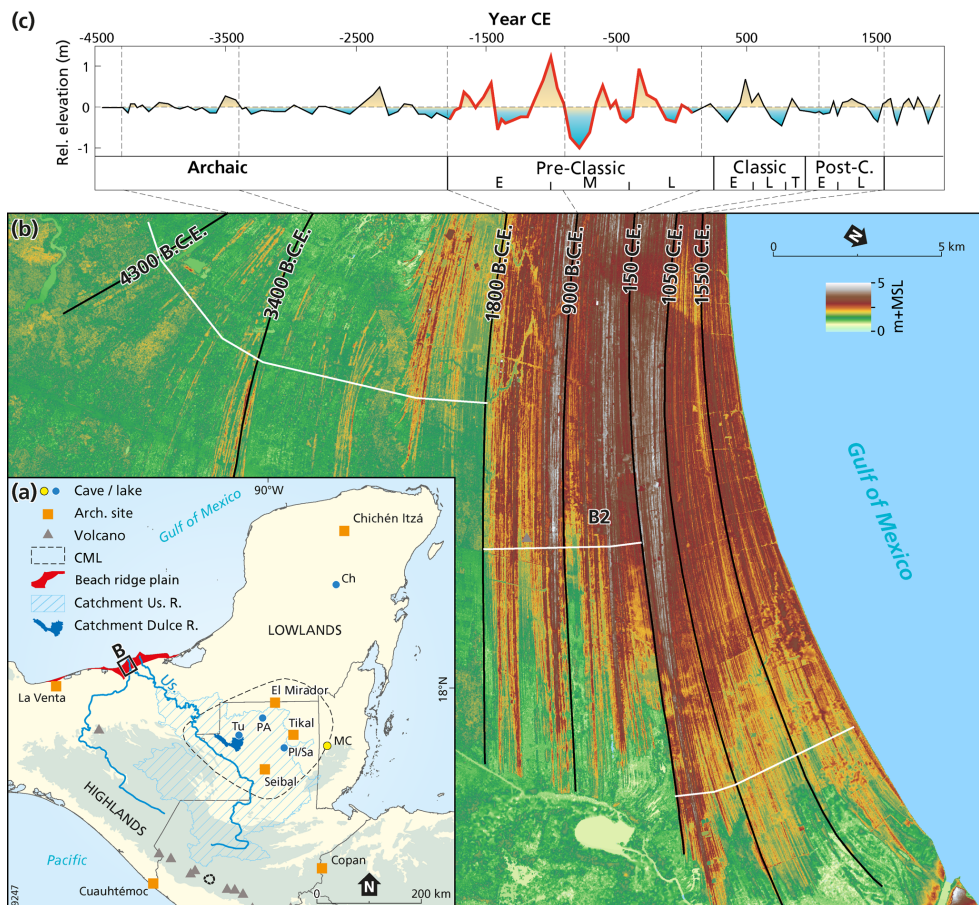 (c)
Year CE
-4500 -3500 -2500 -1500 -500 500 1500
Rel. elevation (m)
1
0
-1
Archaic
Pre-Classic
Classic
Post-C.
E M L E L T E L
(b)
4300 B.C.E.
3400 B.C.E.
1800 B.C.E.
900 B.C.E.
150 C.E.
1050 C.E.
1550 C.E.
N
0 5 km
5
0
m+MSL
Gulf of Mexico
B2
(a)
Cave / lake
Arch. site
Volcano
CML
Beach ridge plain
Catchment Us. R.
Catchment Dulce R.
90°W
Gulf of Mexico
Chichén Itzá
Ch
LOWLANDS
B
Us.
La Venta
18°N
El Mirador
PA
Tu
Tikal
MC
PI/Sa
Seibal
HIGHLANDS
Pacific
Copan
Cuauhtémoc
N
0 200 km
9247